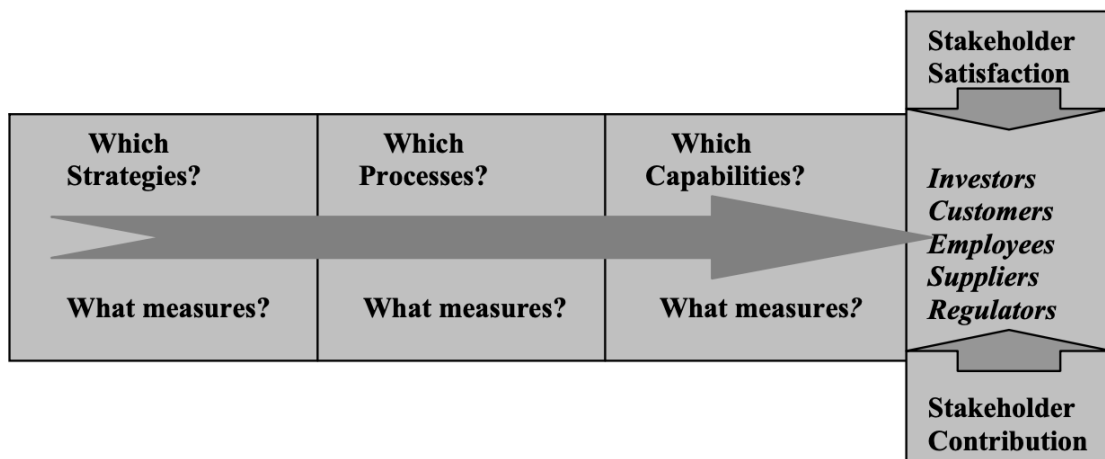 Which
Strategies?
What measures?
Which
Processes?
What measures?
Which
Capabilities?
What measures?
Stakeholder
Satisfaction
Investors
Customers
Employees
Suppliers
Regulators
Stakeholder
Contribution